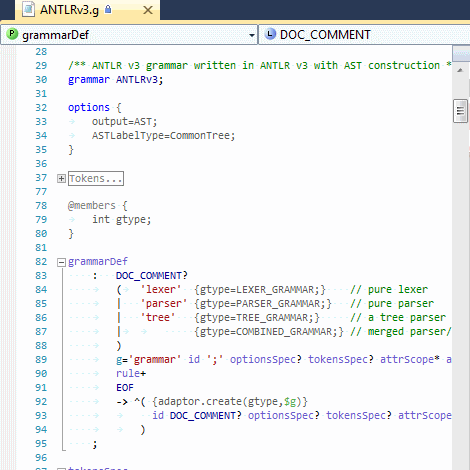 ANTLRv3.g
grammarDef
DOC_COMMENT
28
29 /** ANTLR v3 grammar written in ANTLR v3 with AST construction *
30 grammar ANTLRv3;
31
32 options {
33 output=AST;
34 ASTLabelType=CommonTree;
35 }
36
37 Tokens...
77
78 @members {
79 int gtype;
80 }
81
82 grammarDef
83 : DOC_COMMENT?
84 ( 'lexer' {gtype=LEXER_GRAMMAR;} // pure lexer
85 | 'parser' {gtype=PARSER_GRAMMAR;} // pure parser
86 | 'tree' {gtype=TREE_GRAMMAR;} // a tree parser
87 | {gtype=COMBINED_GRAMMAR;} // merged parser/
88 )
89 g='grammar' id ';' optionsSpec? tokensSpec? attrScope* a
90 rule+
91 EOF
92 -> ^( {adaptor.create(gtype,$g)}
93 id DOC_COMMENT? optionsSpec? tokensSpec? attrScope
94 )
95 ;
96